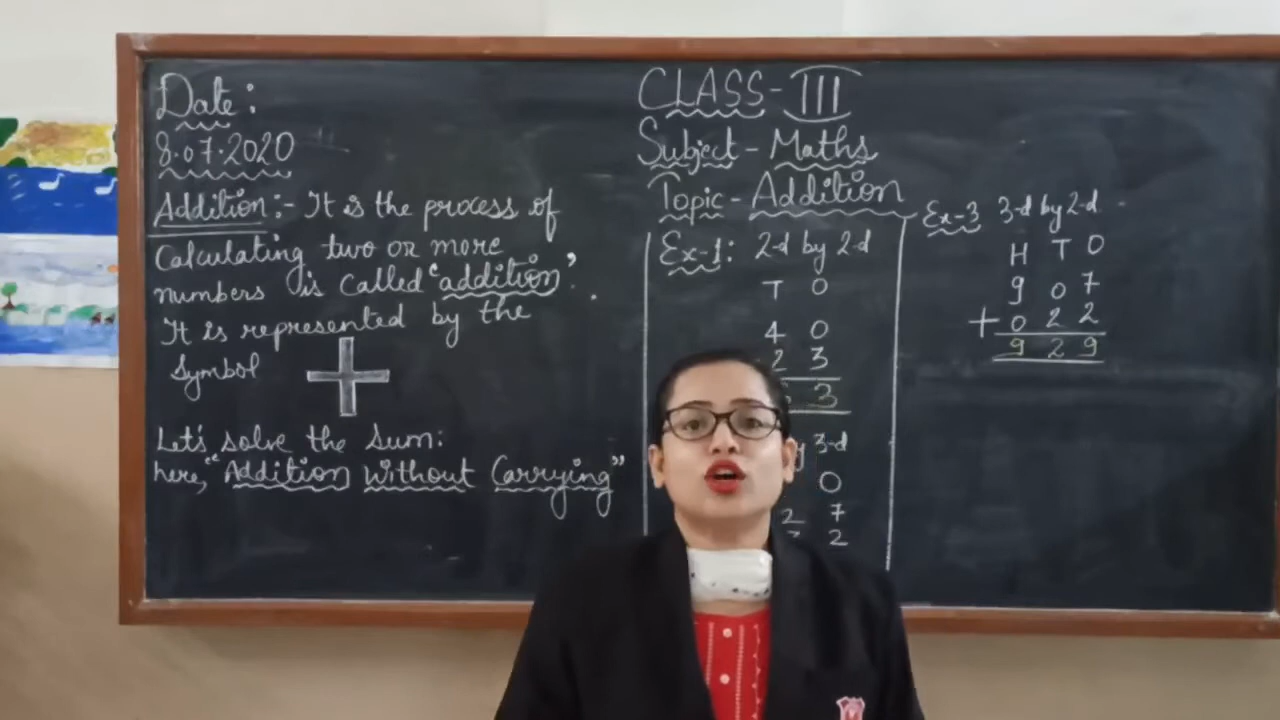 Date:
8.07.2020
Addition:- It is the process of
Calculating two or more
numbers is called "addition".
It is represented by the
Symbol +
Let's solve the Sum:
here, "Addition Without Carrying"
CLASS-III
Subject - Maths
Topic - Addition
Ex-1: 2-d by 2-d
T O
4 0
2 3
3
3-d
O
2 7
2
Ex-3 3-d by 2-d
H T O
9 0 7
+ 0 2 2
9 2 9